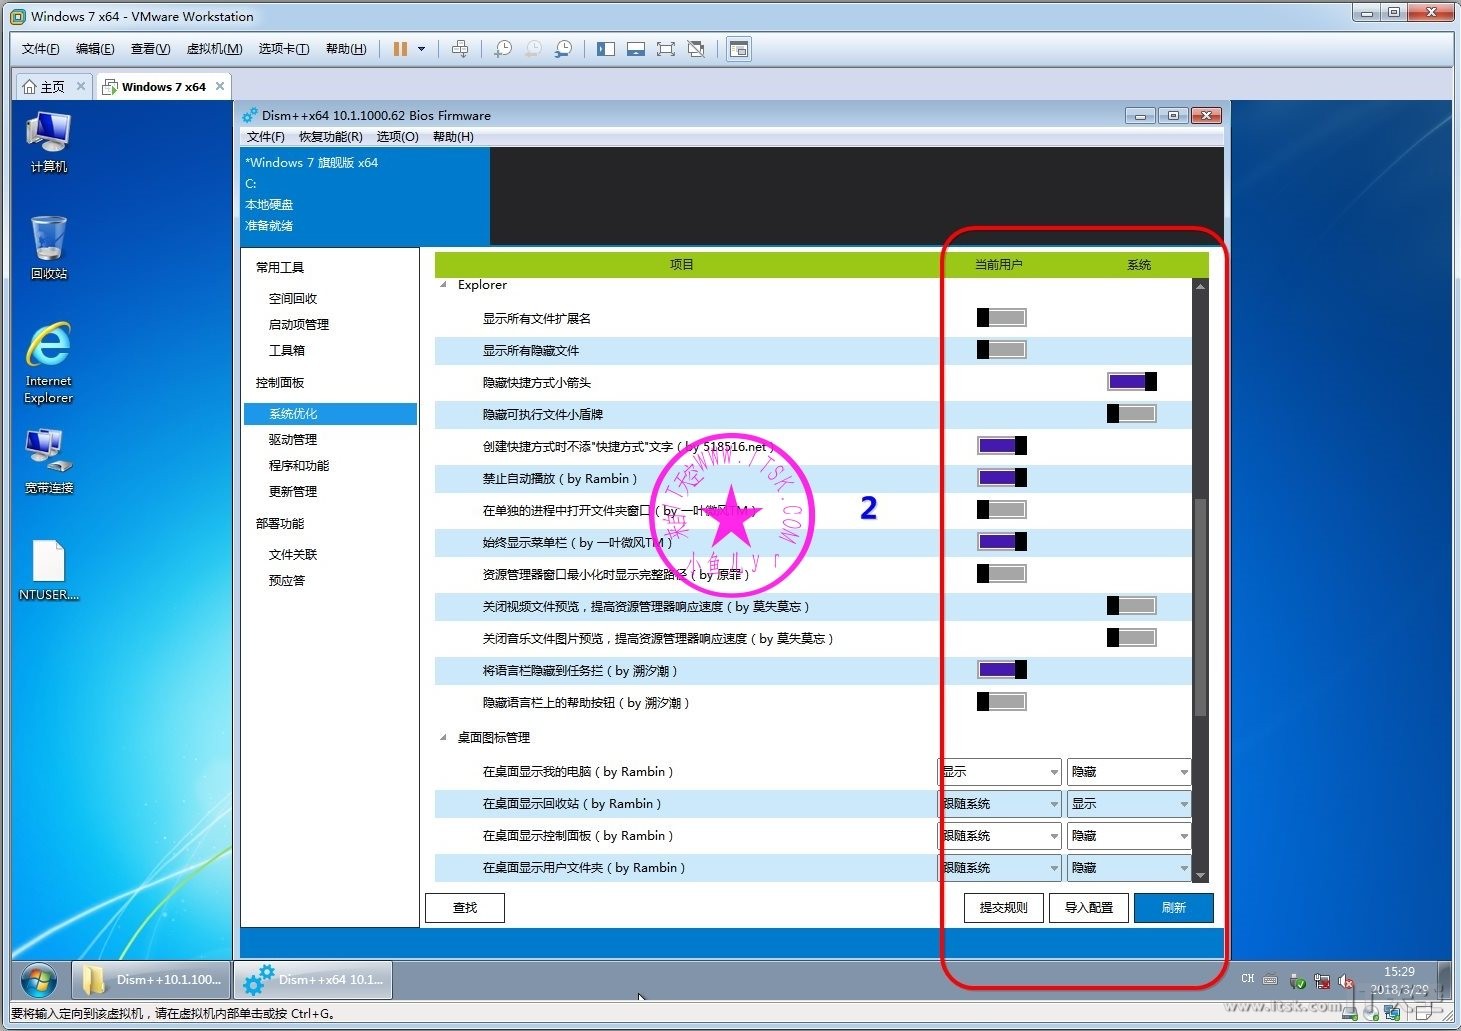 Windows 7 x64 - VMware Workstation
文件(F) 编辑(E) 查看(V) 虚拟机(M) 选项卡(T) 帮助(H)
主页 Windows 7 x64
计算机
回收站
Internet
Explorer
宽带连接
NTUSER....
Dism++x64 10.1.1000.62 Bios Firmware
文件(F) 恢复功能(R) 选项(O) 帮助(H)
*Windows 7 旗舰版 x64
C:
本地硬盘
准备就绪
常用工具
空间回收
启动项管理
工具箱
控制面板
系统优化
驱动管理
程序和功能
更新管理
部署功能
文件关联
预应答
项目 当前用户 系统
Explorer
显示所有文件扩展名
显示所有隐藏文件
隐藏快捷方式小箭头
隐藏可执行文件小盾牌
创建快捷方式时不添"快捷方式"文字 ( by 518516.net )
禁止自动播放 ( by Rambin )
在单独的进程中打开文件夹窗口 ( by 一叶微风TM )
始终显示菜单栏 ( by 一叶微风TM )
资源管理器窗口最小化时显示完整路径 ( by 原罪 )
关闭视频文件预览，提高资源管理器响应速度 ( by 莫失莫忘 )
关闭音乐文件图片预览，提高资源管理器响应速度 ( by 莫失莫忘 )
将语言栏隐藏到任务拦 ( by 溯汐潮 )
隐藏语言栏上的帮助按钮 ( by 溯汐潮 )
桌面图标管理
在桌面显示我的电脑 ( by Rambin ) 显示 隐藏
在桌面显示回收站 ( by Rambin ) 跟随系统 显示
在桌面显示控制面板 ( by Rambin ) 跟随系统 隐藏
在桌面显示用户文件夹 ( by Rambin ) 跟随系统 隐藏
查找 提交规则 导入配置 刷新
2
来自IT天空WWW.ITSK.COM
小鱼儿yr
Dism++10.1.100... Dism++x64 10.1...
CH
15:29
2018/3/29
www.itsk.com IT天空
要将输入定向到该虚拟机，请在虚拟机内部单击或按 Ctrl+G。